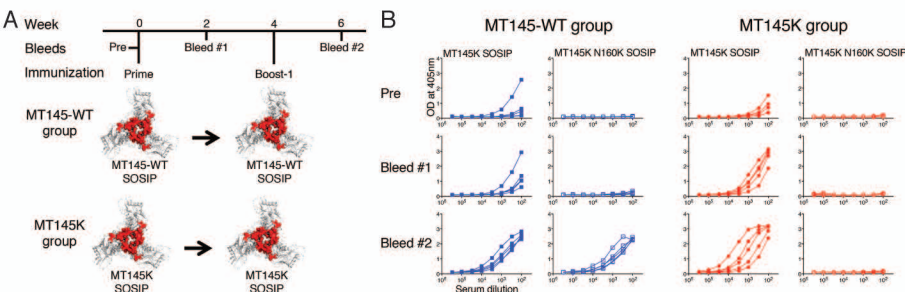 A
Week 0 2 4 6
Bleeds Pre Bleed #1 Bleed #2
Immunization Prime Boost-1
MT145-WT
group
MT145-WT
SOSIP
MT145-WT
SOSIP
MT145K
group
MT145K
SOSIP
MT145K
SOSIP
B
MT145-WT group MT145K group
MT145K SOSIP MT145K N160K SOSIP MT145K SOSIP MT145K N160K SOSIP
Pre
Bleed #1
Bleed #2
OD at 405nm
Serum dilution